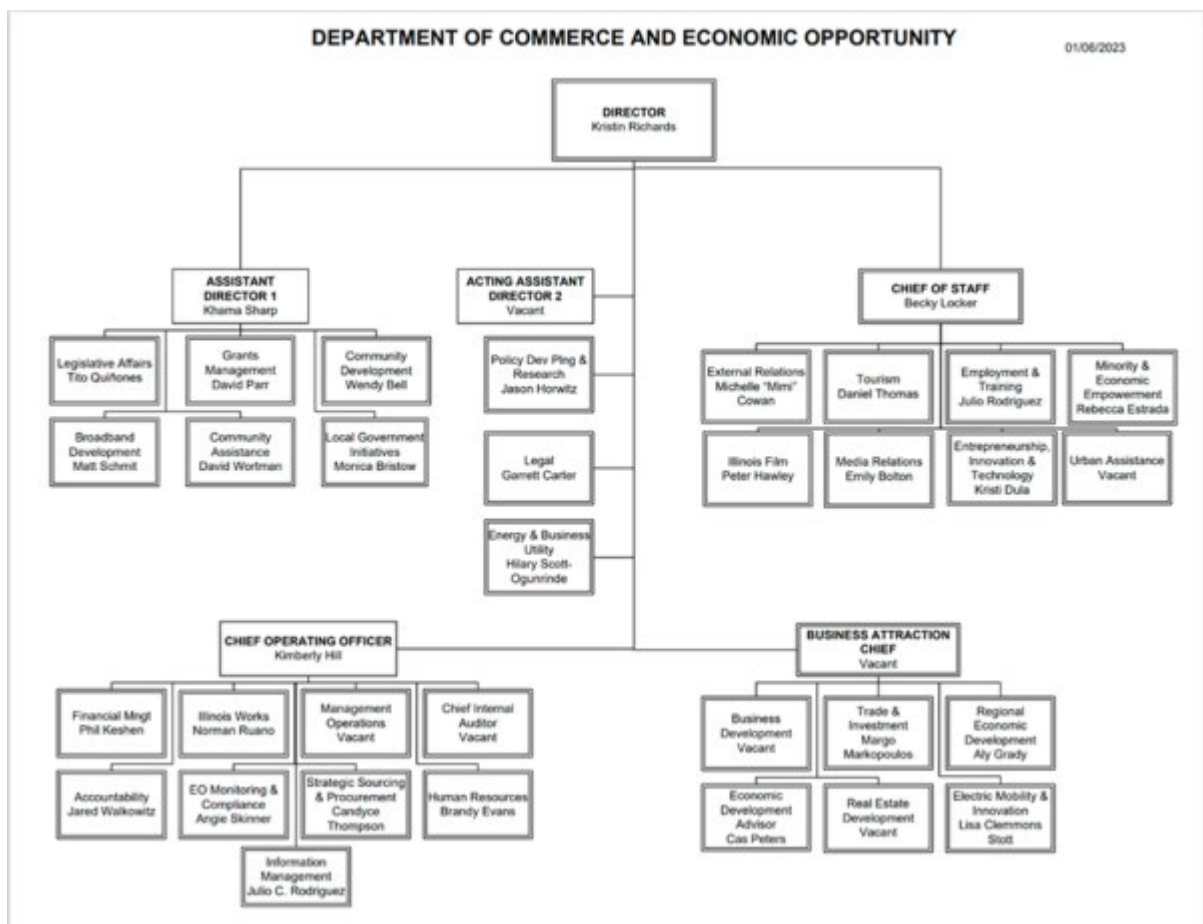 DEPARTMENT OF COMMERCE AND ECONOMIC OPPORTUNITY
01/06/2023
DIRECTOR
Kristin Richards
ASSISTANT
DIRECTOR 1
Khama Sharp
ACTING ASSISTANT
DIRECTOR 2
Vacant
CHIEF OF STAFF
Becky Locker
Legislative Affairs
Tito Quiñones
Grants
Management
David Parr
Community
Development
Wendy Bell
Broadband
Development
Matt Schmit
Community
Assistance
David Wortman
Local Government
Initiatives
Monica Bristow
Policy Dev Plng &
Research
Jason Horwitz
Legal
Garrett Carter
Energy & Business
Utility
Hilary Scott-
Ogunrinde
External Relations
Michelle “Mimi”
Cowan
Tourism
Daniel Thomas
Employment &
Training
Julio Rodriguez
Minority &
Economic
Empowerment
Rebecca Estrada
Illinois Film
Peter Hawley
Media Relations
Emily Bolton
Entrepreneurship,
Innovation &
Technology
Kristi Dula
Urban Assistance
Vacant
CHIEF OPERATING OFFICER
Kimberly Hill
BUSINESS ATTRACTION
CHIEF
Vacant
Financial Mngt
Phil Keshen
Illinois Works
Norman Ruano
Management
Operations
Vacant
Chief Internal
Auditor
Vacant
Accountability
Jared Walkowitz
EO Monitoring &
Compliance
Angie Skinner
Strategic Sourcing
& Procurement
Candyce
Thompson
Human Resources
Brandy Evans
Information
Management
Julio C. Rodriguez
Business
Development
Vacant
Trade &
Investment
Margo
Markopoulos
Regional
Economic
Development
Aly Grady
Economic
Development
Advisor
Cas Peters
Real Estate
Development
Vacant
Electric Mobility &
Innovation
Lisa Clemmons
Stott